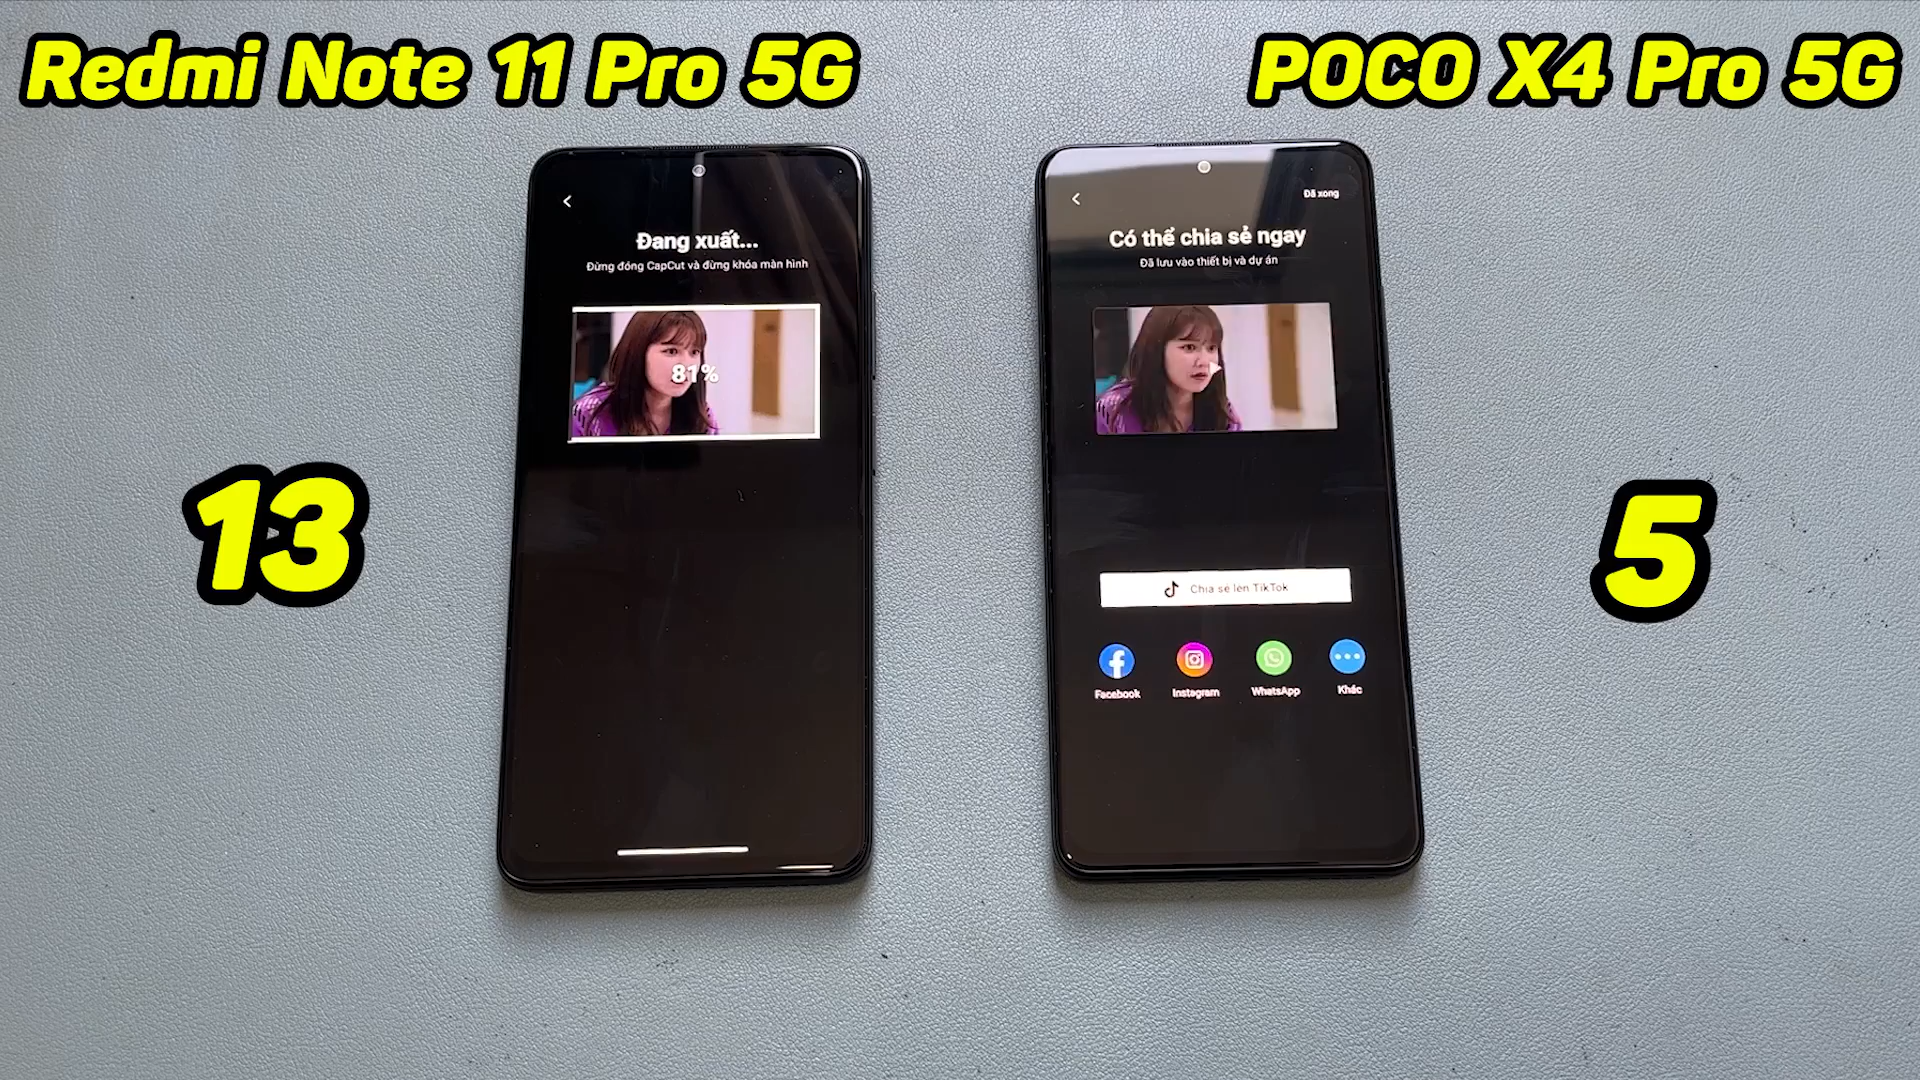 Redmi Note 11 Pro 5G
POCO X4 Pro 5G
Đang xuất...
Đừng đóng CapCut và đừng khóa màn hình
81%
13
Đã xong
Có thể chia sẻ ngay
Đã lưu vào thiết bị và dự án
Chia sẻ lên TikTok
Facebook
Instagram
WhatsApp
Khác
5